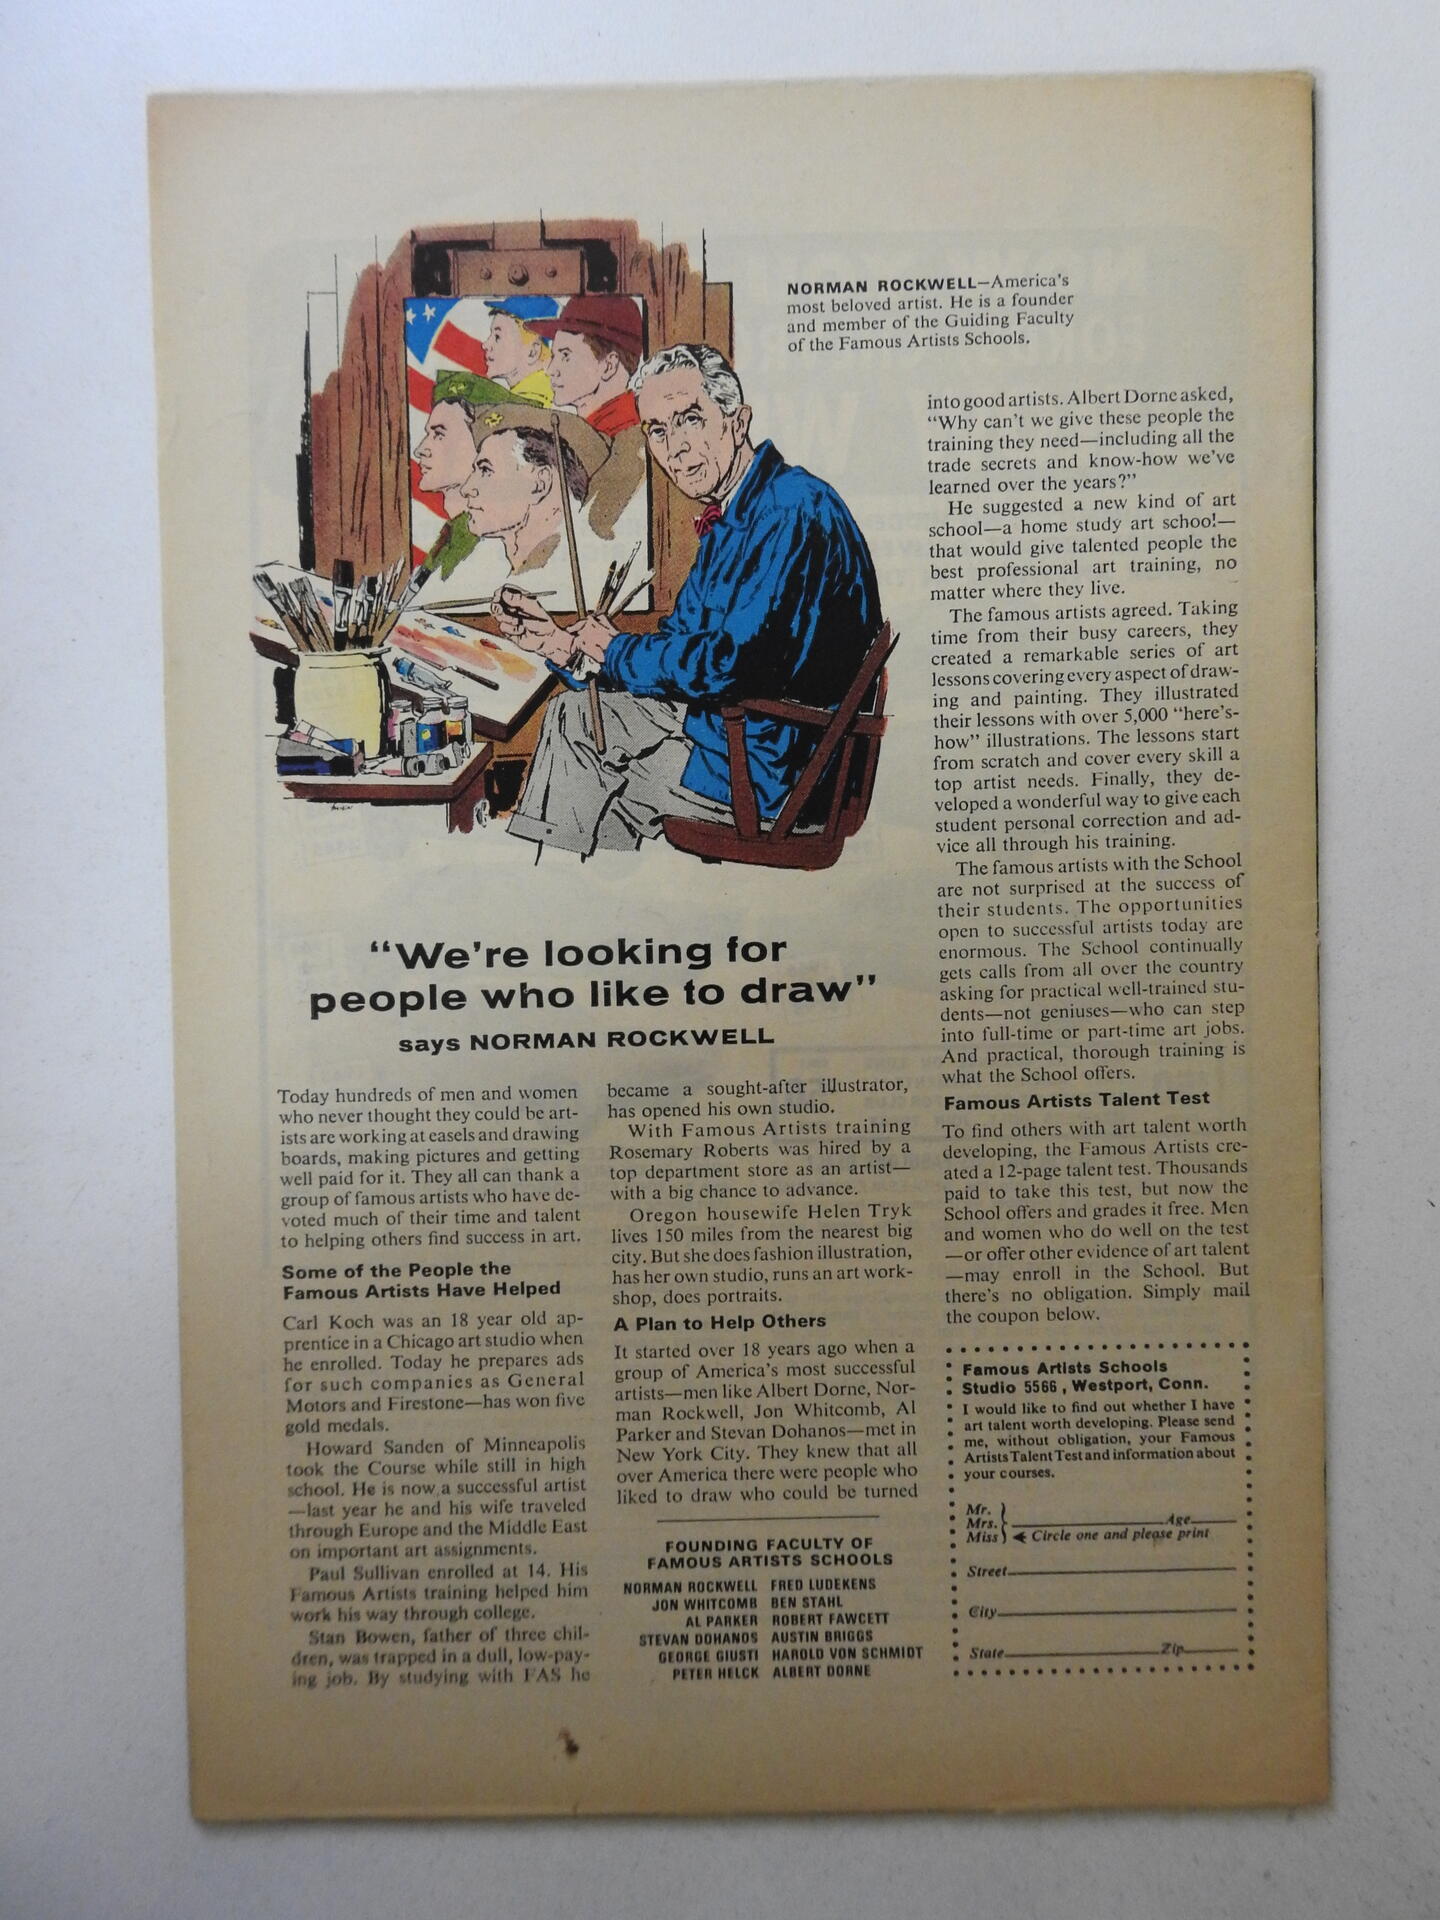 NORMAN ROCKWELL—America's
most beloved artist. He is a founder
and member of the Guiding Faculty
of the Famous Artists Schools.
"We're looking for
people who like to draw"
says NORMAN ROCKWELL
Today hundreds of men and women
who never thought they could be art-
ists are working at easels and drawing
boards, making pictures and getting
well paid for it. They all can thank a
group of famous artists who have de-
voted much of their time and talent
to helping others find success in art.
Some of the People the
Famous Artists Have Helped
Carl Koch was an 18 year old ap-
prentice in a Chicago art studio when
he enrolled. Today he prepares ads
for such companies as General
Motors and Firestone—has won five
gold medals.
Howard Sanden of Minneapolis
took the Course while still in high
school. He is now a successful artist
—last year he and his wife traveled
through Europe and the Middle East
on important art assignments.
Paul Sullivan enrolled at 14. His
Famous Artists training helped him
work his way through college.
Stan Bowen, father of three chil-
dren, was trapped in a dull, low-pay-
ing job. By studying with FAS he
became a sought-after illustrator,
has opened his own studio.
With Famous Artists training
Rosemary Roberts was hired by a
top department store as an artist—
with a big chance to advance.
Oregon housewife Helen Tryk
lives 150 miles from the nearest big
city. But she does fashion illustration,
has her own studio, runs an art work-
shop, does portraits.
A Plan to Help Others
It started over 18 years ago when a
group of America's most successful
artists—men like Albert Dorne, Nor-
man Rockwell, Jon Whitcomb, Al
Parker and Stevan Dohanos—met in
New York City. They knew that all
over America there were people who
liked to draw who could be turned
FOUNDING FACULTY OF
FAMOUS ARTISTS SCHOOLS
NORMAN ROCKWELL FRED LUDEKENS
JON WHITCOMB BEN STAHL
AL PARKER ROBERT FAWCETT
STEVAN DOHANOS AUSTIN BRIGGS
GEORGE GIUSTI HAROLD VON SCHMIDT
PETER HELCK ALBERT DORNE
into good artists. Albert Dorne asked,
"Why can't we give these people the
training they need—including all the
trade secrets and know-how we've
learned over the years?"
He suggested a new kind of art
school—a home study art school—
that would give talented people the
best professional art training, no
matter where they live.
The famous artists agreed. Taking
time from their busy careers, they
created a remarkable series of art
lessons covering every aspect of draw-
ing and painting. They illustrated
their lessons with over 5,000 "here's-
how" illustrations. The lessons start
from scratch and cover every skill a
top artist needs. Finally, they de-
veloped a wonderful way to give each
student personal correction and ad-
vice all through his training.
The famous artists with the School
are not surprised at the success of
their students. The opportunities
open to successful artists today are
enormous. The School continually
gets calls from all over the country
asking for practical well-trained stu-
dents—not geniuses—who can step
into full-time or part-time art jobs.
And practical, thorough training is
what the School offers.
Famous Artists Talent Test
To find others with art talent worth
developing, the Famous Artists cre-
ated a 12-page talent test. Thousands
paid to take this test, but now the
School offers and grades it free. Men
and women who do well on the test
—or offer other evidence of art talent
—may enroll in the School. But
there's no obligation. Simply mail
the coupon below.
Famous Artists Schools
Studio 5566, Westport, Conn.
I would like to find out whether I have
art talent worth developing. Please send
me, without obligation, your Famous
Artists Talent Test and information about
your courses.
Mr.
Mrs. Age
Miss Circle one and please print
Street
City
State Zip